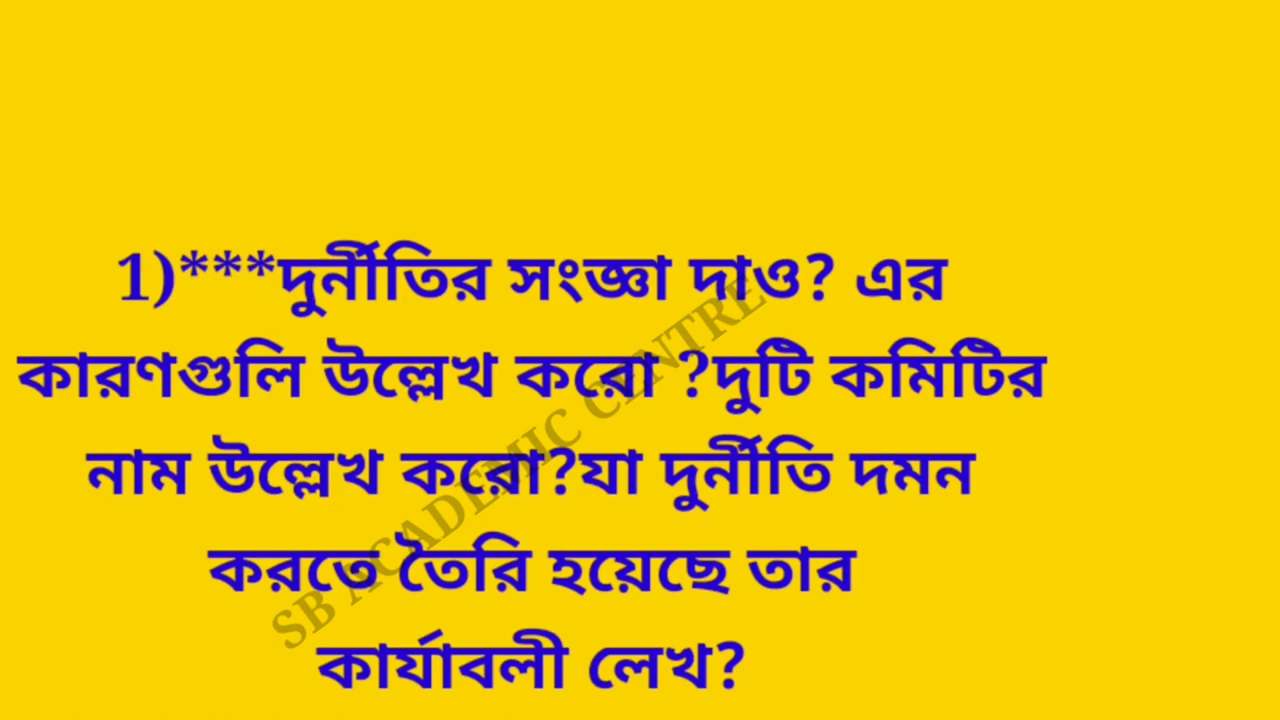 1)***দুর্নীতির সংজ্ঞা দাও? এর
কারণগুলি উল্লেখ করো ?দুটি কমিটির
নাম উল্লেখ করো?যা দুর্নীতি দমন
করতে তৈরি হয়েছে তার
কার্যাবলী লেখ?
SB ACADEMIC CENTRE